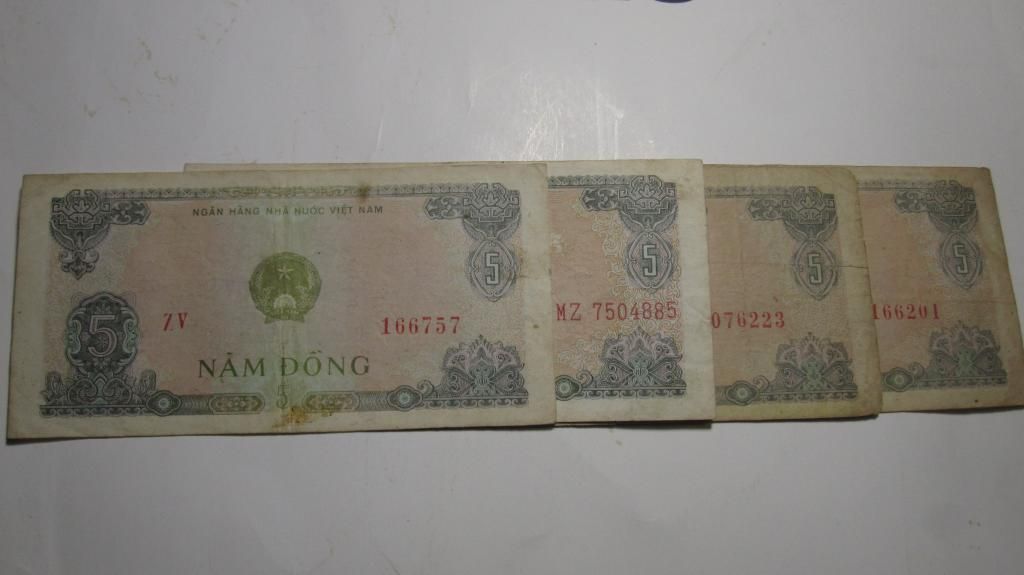 NGÂN HÀNG NHÀ NƯỚC VIỆT NAM
5
5
ZV 166757
NĂM ĐỒNG
5
5
MZ 7504885
5
076223
5
166201